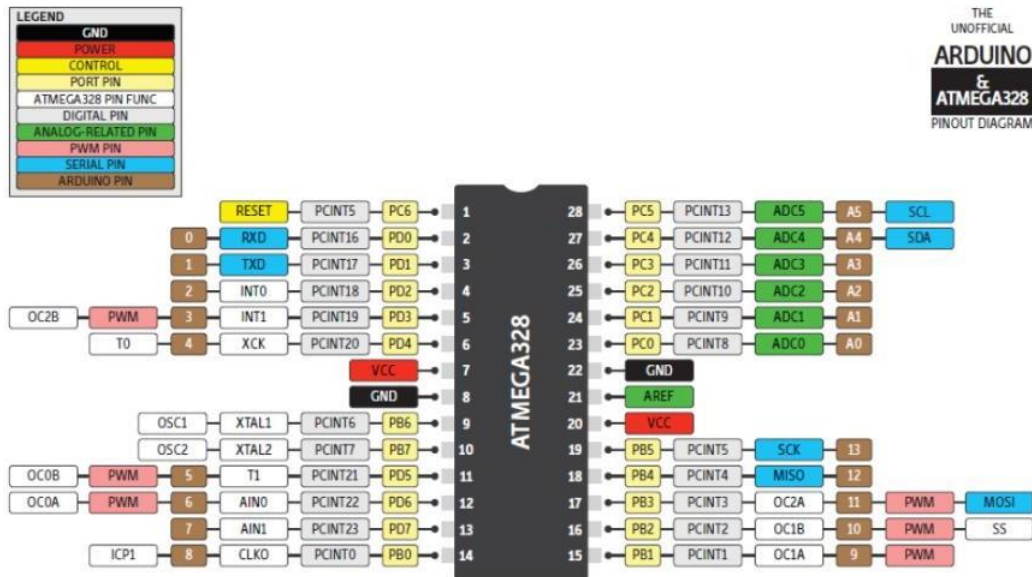 LEGEND
GND
POWER
CONTROL
PORT PIN
ATMEGA328 PIN FUNC
DIGITAL PIN
ANALOG-RELATED PIN
PWM PIN
SERIAL PIN
ARDUINO PIN
THE
UNOFFICIAL
ARDUINO
&
ATMEGA328
PINOUT DIAGRAM
RESET PCINT5 PC6 1 28 PC5 PCINT13 ADC5 A5 SCL
0 RXD PCINT16 PD0 2 27 PC4 PCINT12 ADC4 A4 SDA
1 TXD PCINT17 PD1 3 26 PC3 PCINT11 ADC3 A3
2 INT0 PCINT18 PD2 4 25 PC2 PCINT10 ADC2 A2
OC2B PWM 3 INT1 PCINT19 PD3 5 24 PC1 PCINT9 ADC1 A1
T0 4 XCK PCINT20 PD4 6 23 PC0 PCINT8 ADC0 A0
VCC 7 22 GND
GND 8 21 AREF
OSC1 XTAL1 PCINT6 PB6 9 20 VCC
OSC2 XTAL2 PCINT7 PB7 10 19 PB5 PCINT5 SCK 13
OC0B PWM 5 T1 PCINT21 PD5 11 18 PB4 PCINT4 MISO 12
OC0A PWM 6 AIN0 PCINT22 PD6 12 17 PB3 PCINT3 OC2A 11 PWM MOSI
7 AIN1 PCINT23 PD7 13 16 PB2 PCINT2 OC1B 10 PWM SS
ICP1 8 CLKO PCINT0 PB0 14 15 PB1 PCINT1 OC1A 9 PWM
ATMEGA328